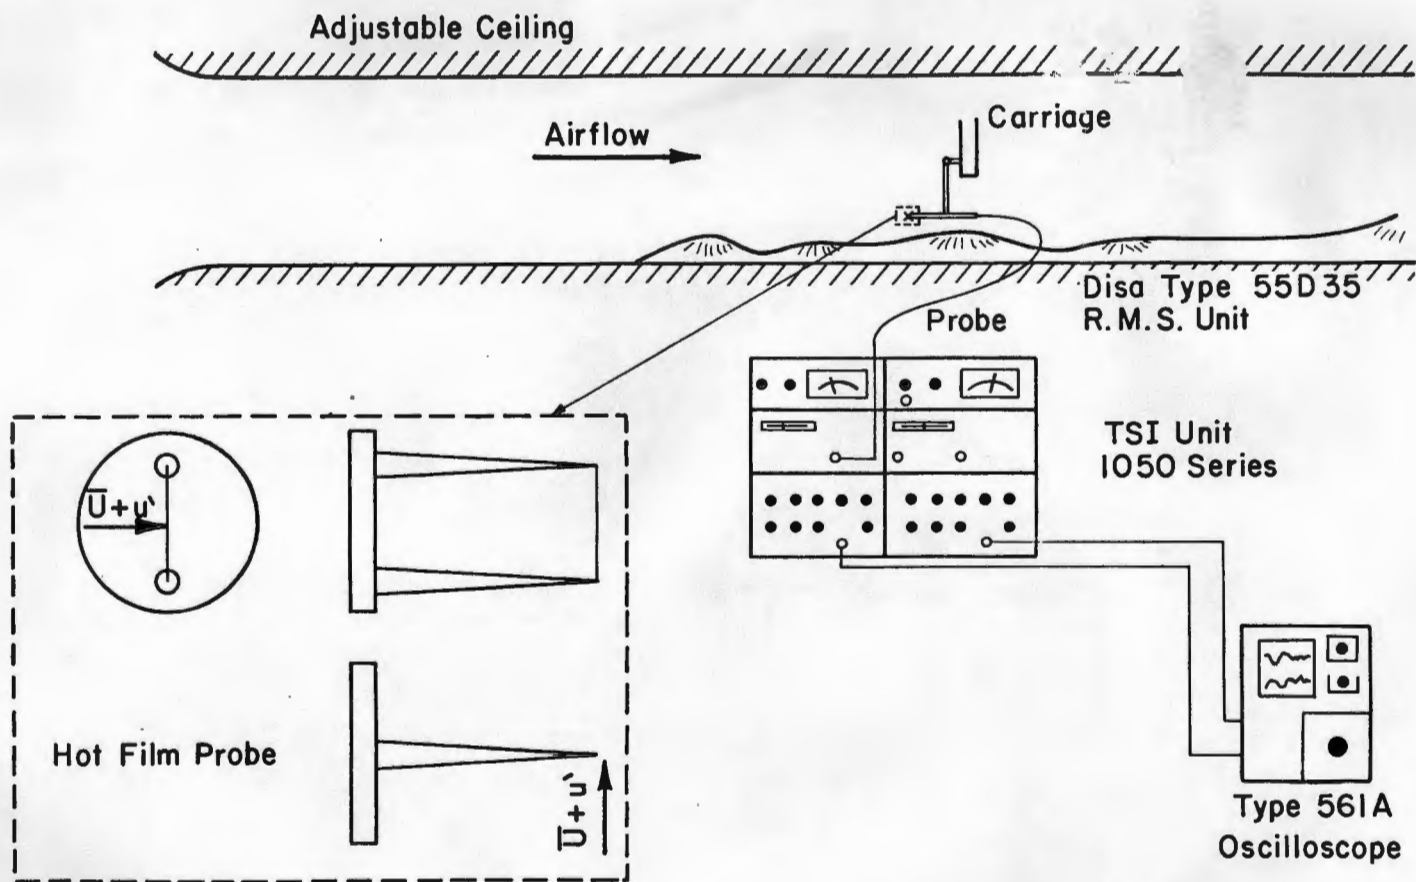 Adjustable Ceiling
Airflow
Carriage
Disa Type 55D35
R.M.S. Unit
Probe
TSI Unit
1050 Series
U̅+u'
Hot Film Probe
U̅+u'
Type 561A
Oscilloscope